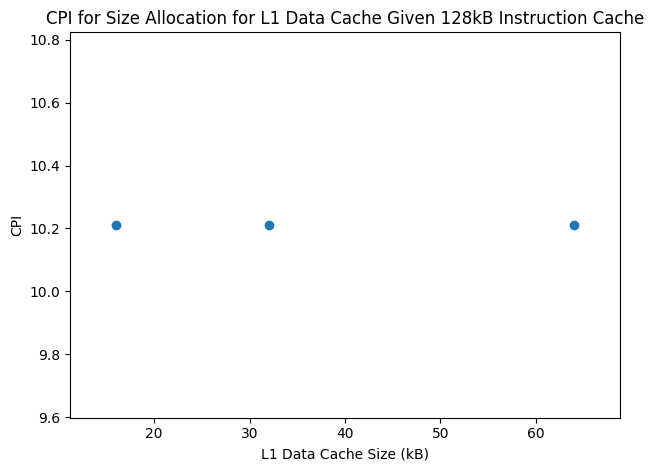 CPI for Size Allocation for L1 Data Cache Given 128kB Instruction Cache
10.8
10.6
10.4
10.2
10.0
9.8
9.6
CPI
20 30 40 50 60
L1 Data Cache Size (kB)